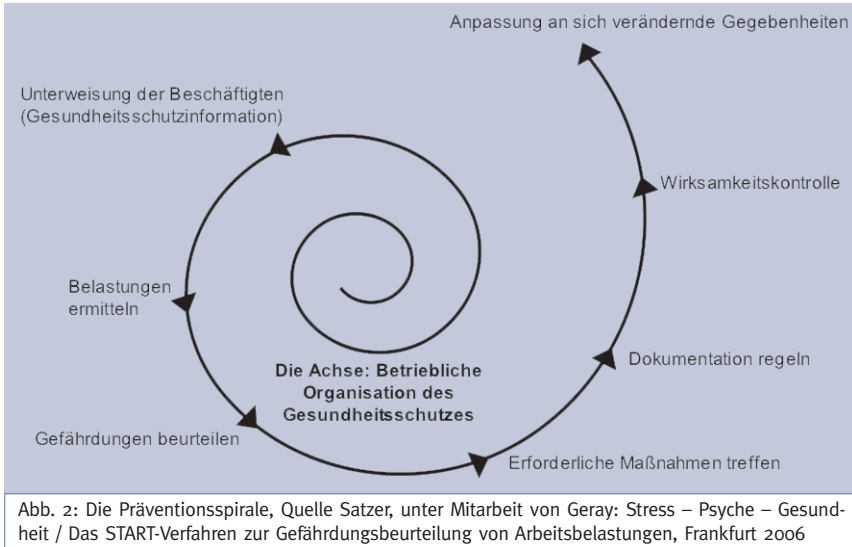 Anpassung an sich verändernde Gegebenheiten
Unterweisung der Beschäftigten
(Gesundheitsschutzinformation)
Wirksamkeitskontrolle
Belastungen
ermitteln
Dokumentation regeln
Die Achse: Betriebliche
Organisation des
Gesundheitsschutzes
Gefährdungen beurteilen
Erforderliche Maßnahmen treffen
Abb. 2: Die Präventionsspirale, Quelle Satzer, unter Mitarbeit von Geray: Stress – Psyche – Gesund-
heit / Das START-Verfahren zur Gefährdungsbeurteilung von Arbeitsbelastungen, Frankfurt 2006